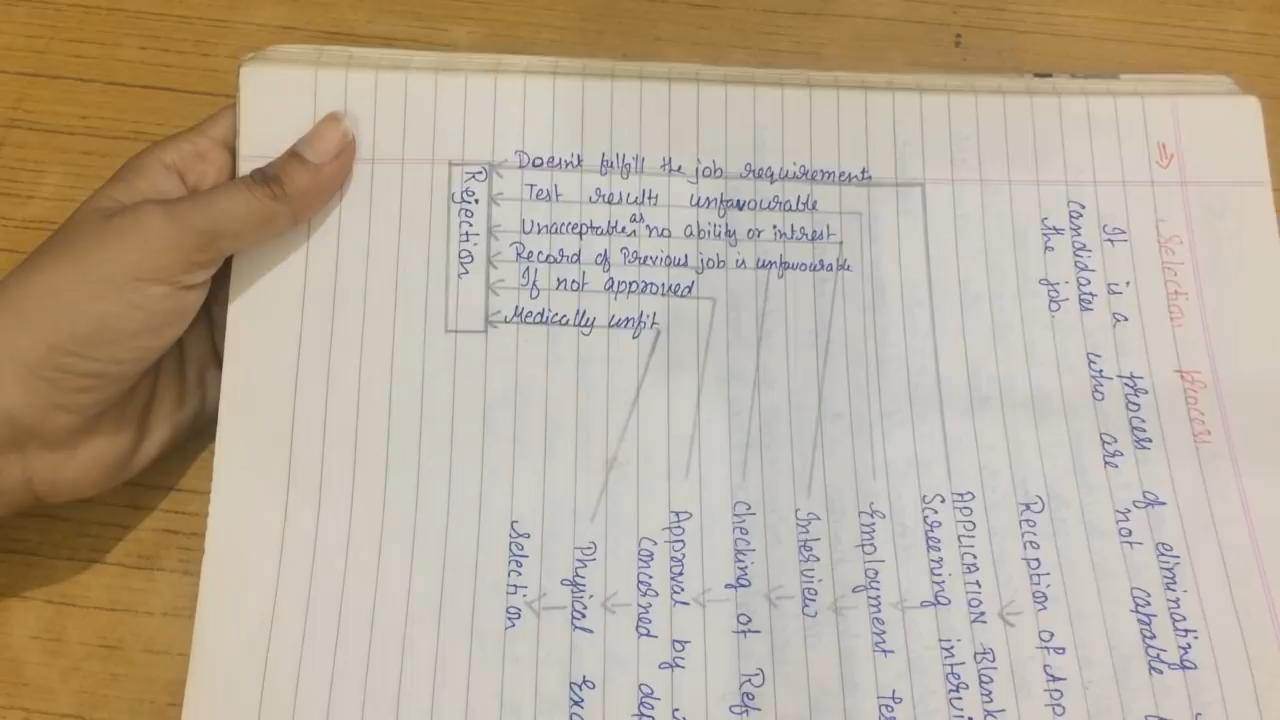 ⇒ Selection process
It is a process of eliminating
candidates who are not capable
the job.
Reception of App
APPLICATION Blank
Screening intervi
Employment Tes
Interview
checking of Ref
Approval by
concerned dep
Physical Exa
Selection
Doesn't fulfill the job requirement
Test results unfavourable
Unacceptable as no ability or intrest
Record of Previous job is unfavourable
If not approved
Medically unfit
Rejection